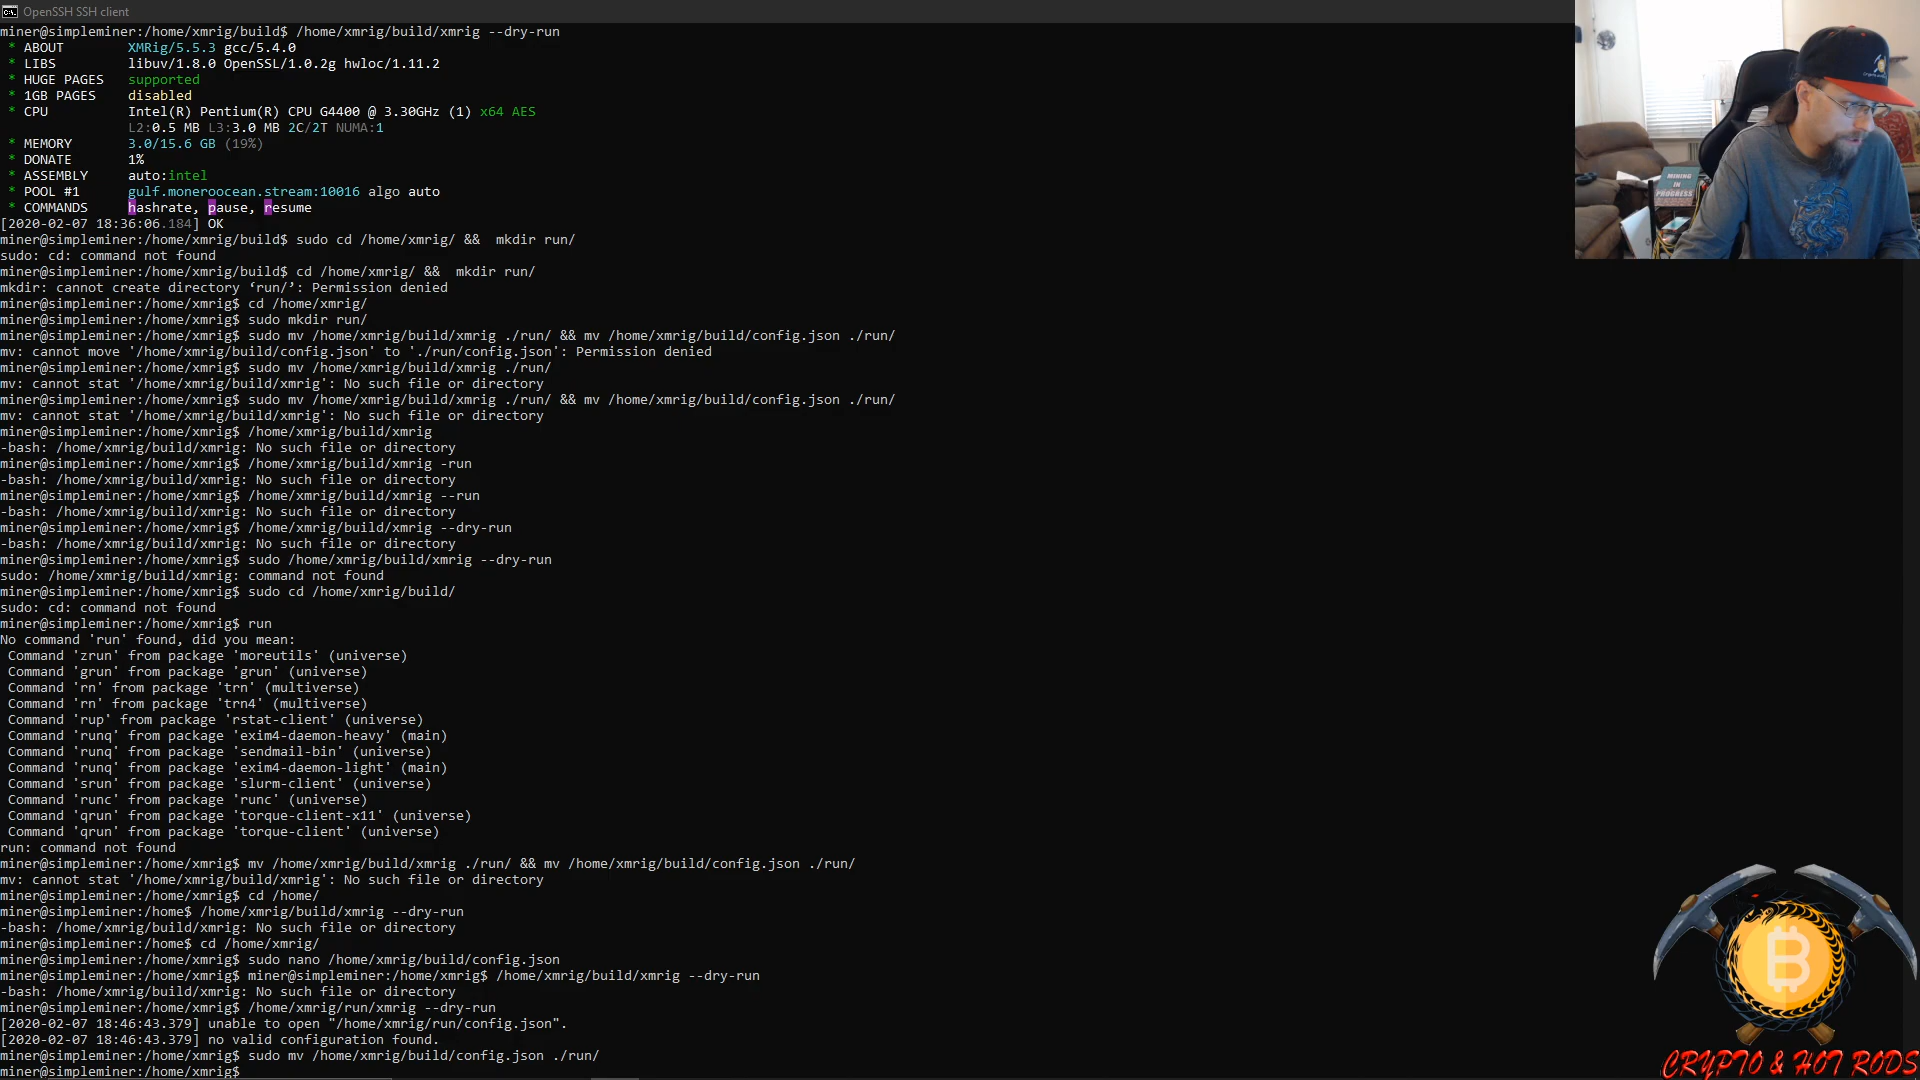 OpenSSH SSH client
miner@simpleminer:/home/xmrig/build$ /home/xmrig/build/xmrig --dry-run
* ABOUT        XMRig/5.5.3 gcc/5.4.0
* LIBS         libuv/1.8.0 OpenSSL/1.0.2g hwloc/1.11.2
* HUGE PAGES   supported
* 1GB PAGES    disabled
* CPU          Intel(R) Pentium(R) CPU G4400 @ 3.30GHz (1) x64 AES
L2:0.5 MB L3:3.0 MB 2C/2T NUMA:1
* MEMORY       3.0/15.6 GB (19%)
* DONATE       1%
* ASSEMBLY     auto:intel
* POOL #1      gulf.moneroocean.stream:10016 algo auto
* COMMANDS     hashrate, pause, resume
[2020-02-07 18:36:06.184] OK
miner@simpleminer:/home/xmrig/build$ sudo cd /home/xmrig/ &&  mkdir run/
sudo: cd: command not found
miner@simpleminer:/home/xmrig/build$ cd /home/xmrig/ &&  mkdir run/
mkdir: cannot create directory ‘run/’: Permission denied
miner@simpleminer:/home/xmrig$ cd /home/xmrig/
miner@simpleminer:/home/xmrig$ sudo mkdir run/
miner@simpleminer:/home/xmrig$ sudo mv /home/xmrig/build/xmrig ./run/ && mv /home/xmrig/build/config.json ./run/
mv: cannot move '/home/xmrig/build/config.json' to './run/config.json': Permission denied
miner@simpleminer:/home/xmrig$ sudo mv /home/xmrig/build/xmrig ./run/
mv: cannot stat '/home/xmrig/build/xmrig': No such file or directory
miner@simpleminer:/home/xmrig$ sudo mv /home/xmrig/build/xmrig ./run/ && mv /home/xmrig/build/config.json ./run/
mv: cannot stat '/home/xmrig/build/xmrig': No such file or directory
miner@simpleminer:/home/xmrig$ /home/xmrig/build/xmrig
-bash: /home/xmrig/build/xmrig: No such file or directory
miner@simpleminer:/home/xmrig$ /home/xmrig/build/xmrig -run
-bash: /home/xmrig/build/xmrig: No such file or directory
miner@simpleminer:/home/xmrig$ /home/xmrig/build/xmrig --run
-bash: /home/xmrig/build/xmrig: No such file or directory
miner@simpleminer:/home/xmrig$ /home/xmrig/build/xmrig --dry-run
-bash: /home/xmrig/build/xmrig: No such file or directory
miner@simpleminer:/home/xmrig$ sudo /home/xmrig/build/xmrig --dry-run
sudo: /home/xmrig/build/xmrig: command not found
miner@simpleminer:/home/xmrig$ sudo cd /home/xmrig/build/
sudo: cd: command not found
miner@simpleminer:/home/xmrig$ run
No command 'run' found, did you mean:
Command 'zrun' from package 'moreutils' (universe)
Command 'grun' from package 'grun' (universe)
Command 'rn' from package 'trn' (multiverse)
Command 'rn' from package 'trn4' (multiverse)
Command 'rup' from package 'rstat-client' (universe)
Command 'runq' from package 'exim4-daemon-heavy' (main)
Command 'runq' from package 'sendmail-bin' (universe)
Command 'runq' from package 'exim4-daemon-light' (main)
Command 'srun' from package 'slurm-client' (universe)
Command 'runc' from package 'runc' (universe)
Command 'qrun' from package 'torque-client-x11' (universe)
Command 'qrun' from package 'torque-client' (universe)
run: command not found
miner@simpleminer:/home/xmrig$ mv /home/xmrig/build/xmrig ./run/ && mv /home/xmrig/build/config.json ./run/
mv: cannot stat '/home/xmrig/build/xmrig': No such file or directory
miner@simpleminer:/home/xmrig$ cd /home/
miner@simpleminer:/home$ /home/xmrig/build/xmrig --dry-run
-bash: /home/xmrig/build/xmrig: No such file or directory
miner@simpleminer:/home$ cd /home/xmrig/
miner@simpleminer:/home/xmrig$ sudo nano /home/xmrig/build/config.json
miner@simpleminer:/home/xmrig$ miner@simpleminer:/home/xmrig$ /home/xmrig/build/xmrig --dry-run
-bash: /home/xmrig/build/xmrig: No such file or directory
miner@simpleminer:/home/xmrig$ /home/xmrig/run/xmrig --dry-run
[2020-02-07 18:46:43.379] unable to open "/home/xmrig/run/config.json".
[2020-02-07 18:46:43.379] no valid configuration found.
miner@simpleminer:/home/xmrig$ sudo mv /home/xmrig/build/config.json ./run/
miner@simpleminer:/home/xmrig$
MINING
IN
PROGRESS
CRYPTO & HOT RODS